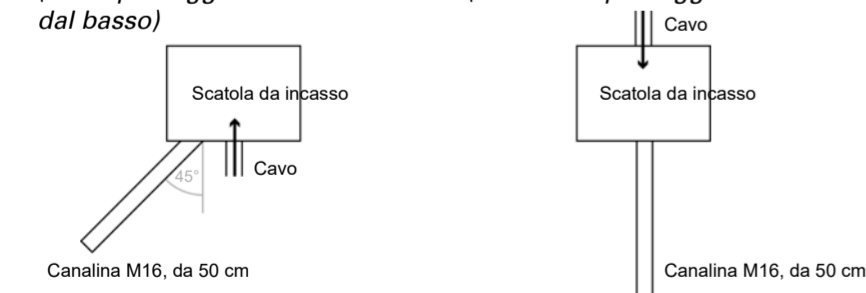 dal basso)
Scatola da incasso
45°
Cavo
Canalina M16, da 50 cm
Cavo
Scatola da incasso
Canalina M16, da 50 cm